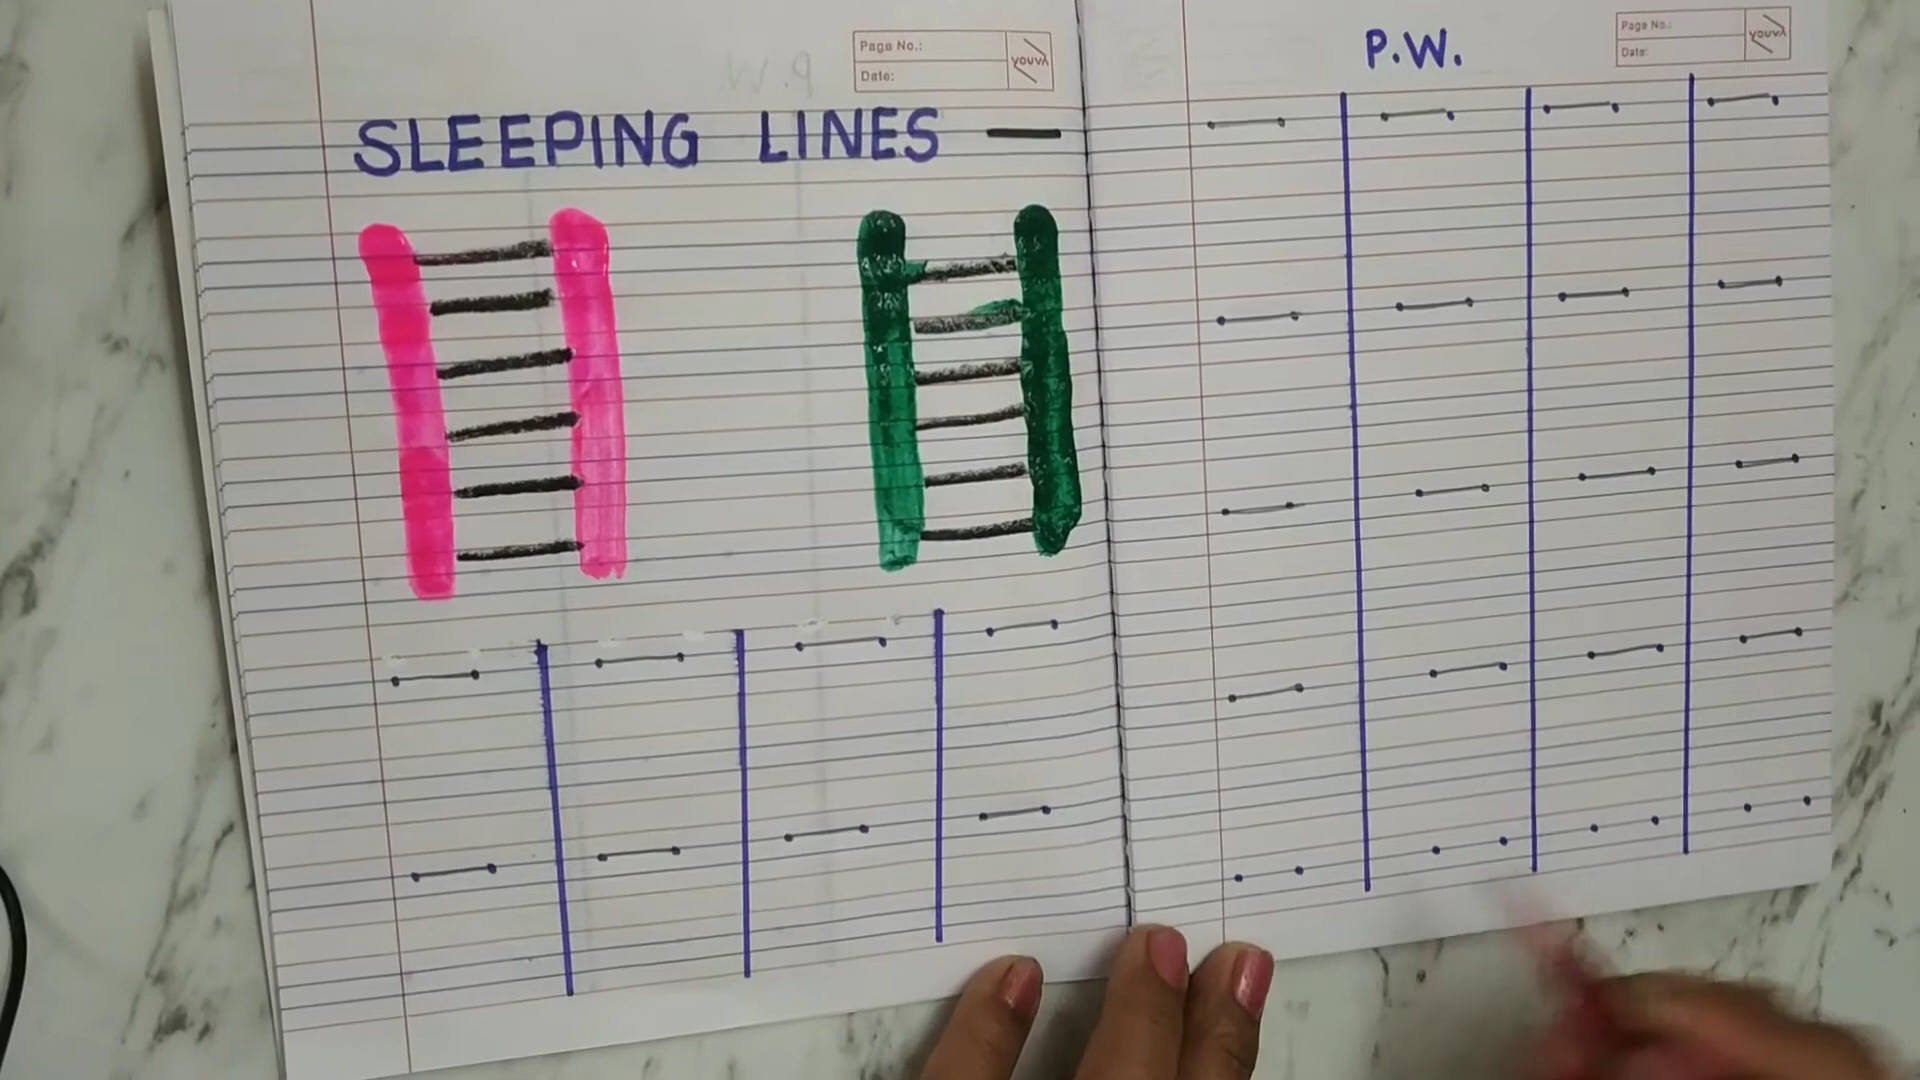 Page No.:
Date:
youva
SLEEPING LINES
P.W.
Page No.:
Date:
youva